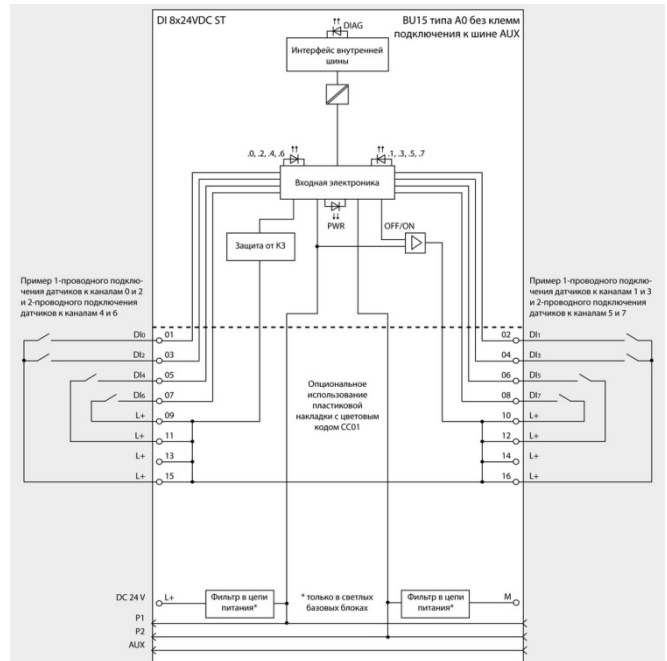 DI 8x24VDC ST
BU15 типа A0 без клемм
подключения к шине AUX
DIAG
Интерфейс внутренней
шины
.0, .2, .4, .6
.1, .3, .5, .7
Входная электроника
PWR
OFF/ON
Защита от КЗ
Пример 1-проводного подклю-
чения датчиков к каналам 0 и 2
и 2-проводного подключения
датчиков к каналам 4 и 6
Пример 1-проводного подклю-
чения датчиков к каналам 1 и 3
и 2-проводного подключения
датчиков к каналам 5 и 7
DI0 01
02 DI1
DI2 03
04 DI3
DI4 05
06 DI5
DI6 07
08 DI7
L+ 09
10 L+
L+ 11
12 L+
L+ 13
14 L+
L+ 15
16 L+
Опциональное
использование
пластиковой
накладки с цветовым
кодом CC01
DC 24 V L+
Фильтр в цепи
питания*
* только в светлых
базовых блоках
Фильтр в цепи
питания*
M
P1
P2
AUX